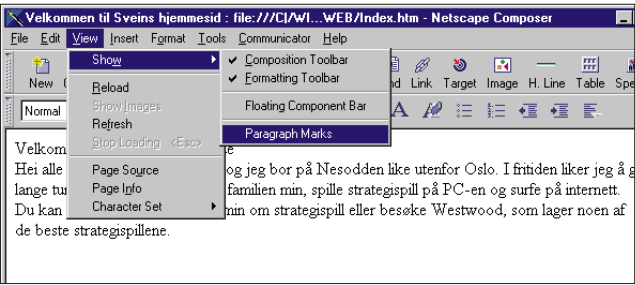 Velkommen til Sveins hjemmesid : file:///C|/WI...WEB/Index.htm - Netscape Composer
File Edit View Insert Format Tools Communicator Help
New
Link Target Image H. Line Table
Normal
Show
Reload
Show Images
Refresh
Stop Loading <Esc>
Page Source
Page Info
Character Set
Composition Toolbar
Formatting Toolbar
Floating Component Bar
Paragraph Marks
Velkom
Hei alle og jeg bor på Nesodden like utenfor Oslo. I fritiden liker jeg å g
lange tur familien min, spille strategispill på PC-en og surfe på internett.
Du kan min om strategispill eller besøke Westwood, som lager noen af
de beste strategispillene.